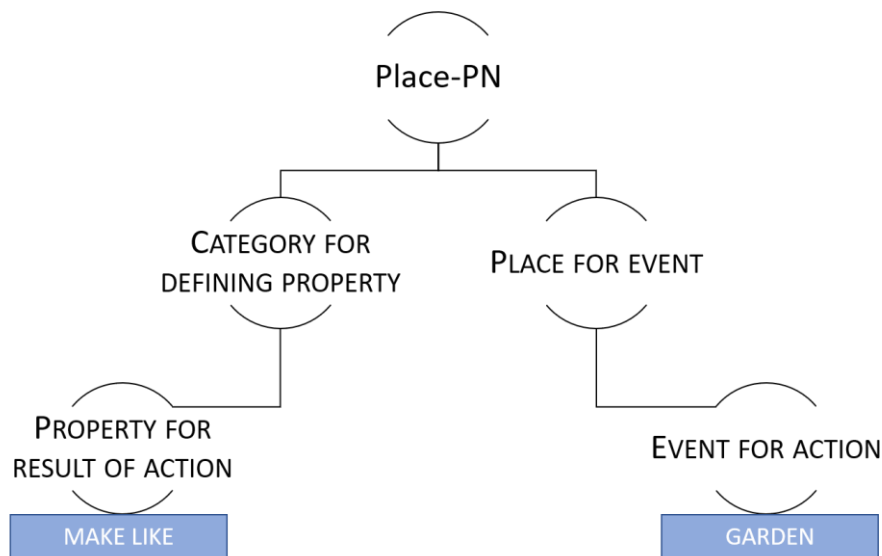 Place-PN
CATEGORY FOR
DEFINING PROPERTY
PLACE FOR EVENT
PROPERTY FOR
RESULT OF ACTION
EVENT FOR ACTION
MAKE LIKE
GARDEN